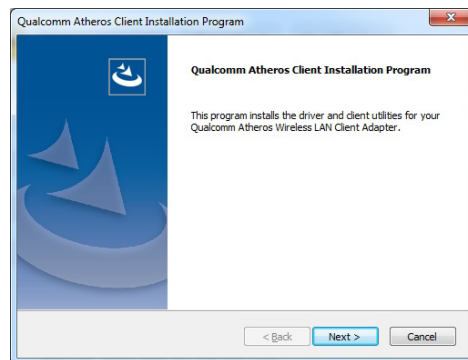 Qualcomm Atheros Client Installation Program
Qualcomm Atheros Client Installation Program
This program installs the driver and client utilities for your
Qualcomm Atheros Wireless LAN Client Adapter.
< Back
Next >
Cancel